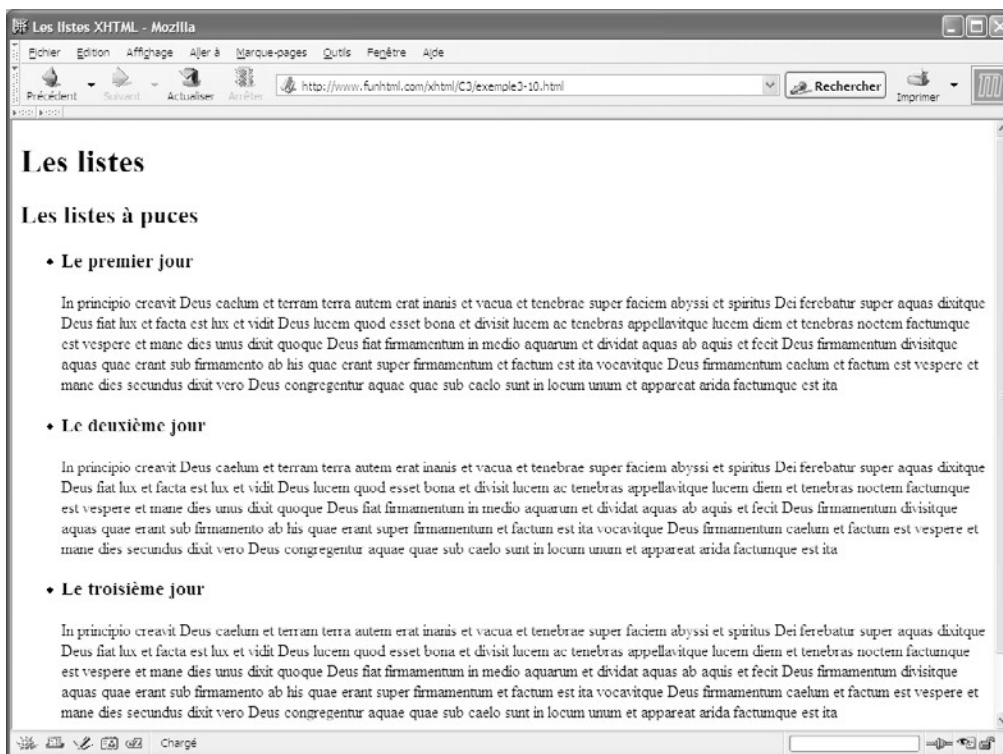 Les listes XHTML - Mozilla
Fichier Edition Affichage Aller à Marque-pages Outils Fenêtre Aide
Précédent Suivant Actualiser Arrêter http://www.funhtml.com/xhtml/C3/exemple3-10.html Rechercher Imprimer
Les listes
Les listes à puces
Le premier jour
In principio creavit Deus caelum et terram terra autem erat inanis et vacua et tenebrae super faciem abyssi et spiritus Dei ferebatur super aquas dixitque
Deus fiat lux et facta est lux et vidit Deus lucem quod esset bona et divisit lucem ac tenebras appellavitque lucem diem et tenebras noctem factumque
est vespere et mane dies unus dixit quoque Deus fiat firmamentum in medio aquarum et dividat aquas ab aquis et fecit Deus firmamentum divisitque
aquas quae erant sub firmamento ab his quae erant super firmamentum et factum est ita vocavitque Deus firmamentum caelum et factum est vespere et
mane dies secundus dixit vero Deus congregentur aquae quae sub caelo sunt in locum unum et appareat arida factumque est ita
Le deuxième jour
In principio creavit Deus caelum et terram terra autem erat inanis et vacua et tenebrae super faciem abyssi et spiritus Dei ferebatur super aquas dixitque
Deus fiat lux et facta est lux et vidit Deus lucem quod esset bona et divisit lucem ac tenebras appellavitque lucem diem et tenebras noctem factumque
est vespere et mane dies unus dixit quoque Deus fiat firmamentum in medio aquarum et dividat aquas ab aquis et fecit Deus firmamentum divisitque
aquas quae erant sub firmamento ab his quae erant super firmamentum et factum est ita vocavitque Deus firmamentum caelum et factum est vespere et
mane dies secundus dixit vero Deus congregentur aquae quae sub caelo sunt in locum unum et appareat arida factumque est ita
Le troisième jour
In principio creavit Deus caelum et terram terra autem erat inanis et vacua et tenebrae super faciem abyssi et spiritus Dei ferebatur super aquas dixitque
Deus fiat lux et facta est lux et vidit Deus lucem quod esset bona et divisit lucem ac tenebras appellavitque lucem diem et tenebras noctem factumque
est vespere et mane dies unus dixit quoque Deus fiat firmamentum in medio aquarum et dividat aquas ab aquis et fecit Deus firmamentum divisitque
aquas quae erant sub firmamento ab his quae erant super firmamentum et factum est ita vocavitque Deus firmamentum caelum et factum est vespere et
mane dies secundus dixit vero Deus congregentur aquae quae sub caelo sunt in locum unum et appareat arida factumque est ita
Chargé